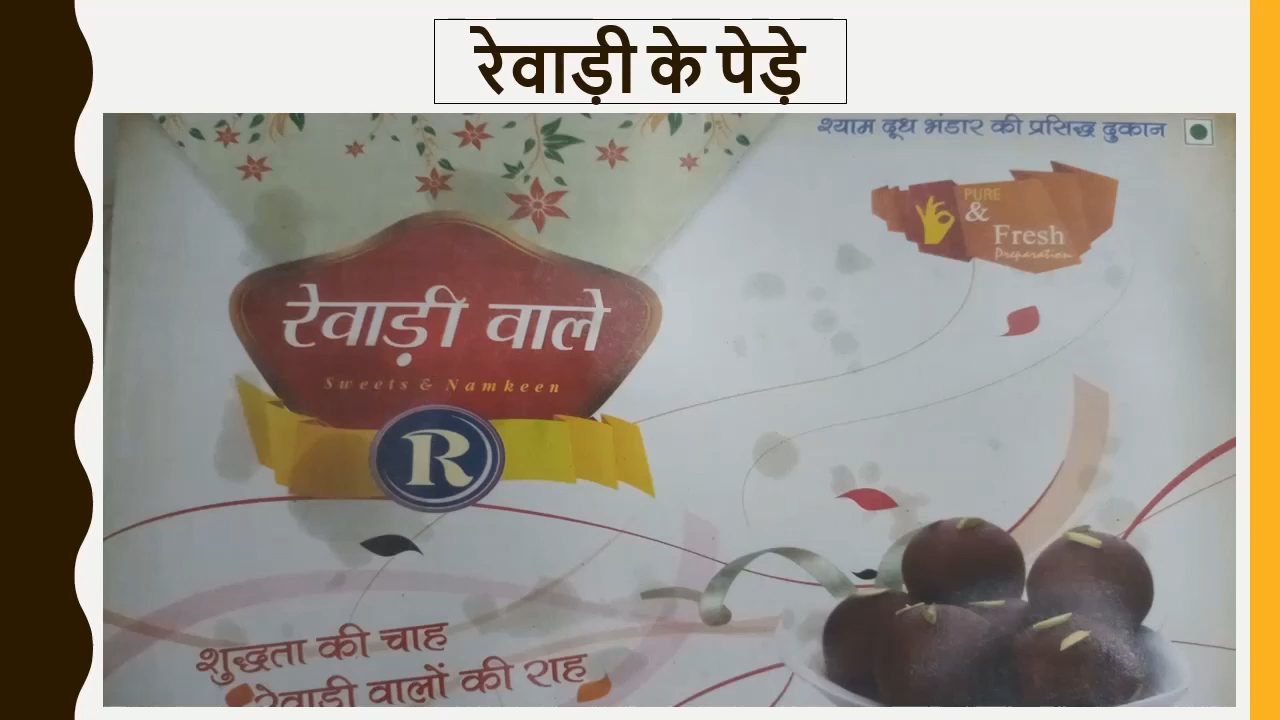 रेवाड़ी के पेड़े
श्याम दूध भंडार की प्रसिद्ध दुकान
PURE
&
Fresh
Preparation
रेवाड़ी वाले
Sweets & Namkeen
R
शुद्धता की चाह
रेवाड़ी वालों की राह